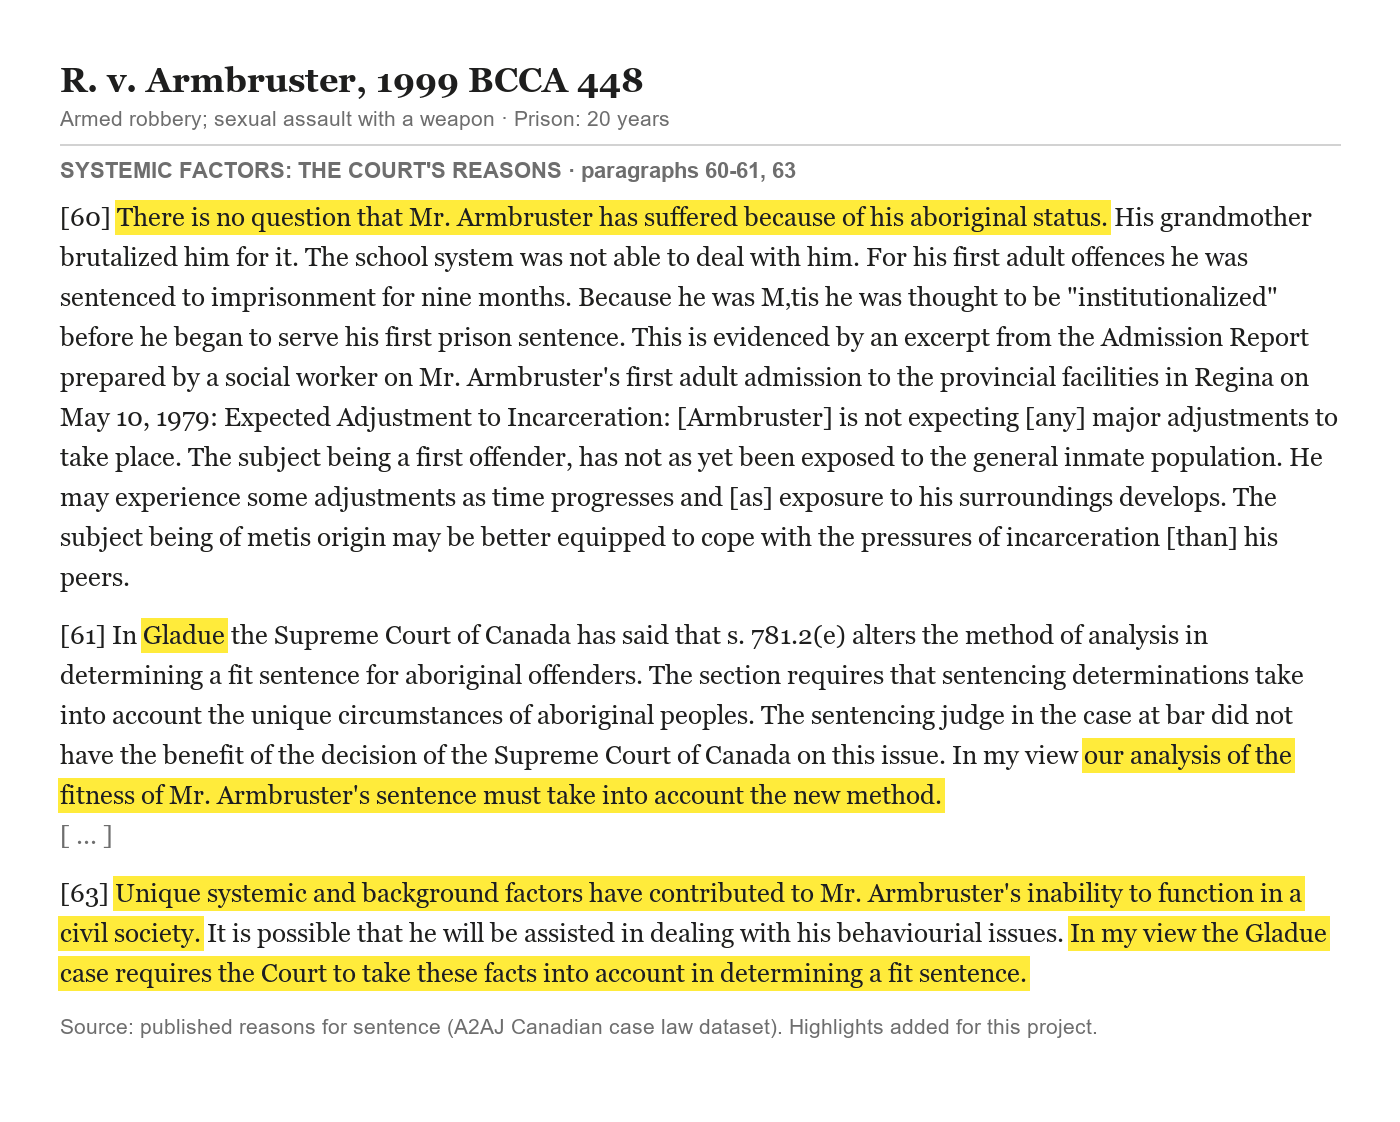 R. v. Armbruster, 1999 BCCA 448
Armed robbery; sexual assault with a weapon · Prison: 20 years
SYSTEMIC FACTORS: THE COURT'S REASONS · paragraphs 60-61, 63
[60] There is no question that Mr. Armbruster has suffered because of his aboriginal status. His grandmother
brutalized him for it. The school system was not able to deal with him. For his first adult offences he was
sentenced to imprisonment for nine months. Because he was M,tis he was thought to be "institutionalized"
before he began to serve his first prison sentence. This is evidenced by an excerpt from the Admission Report
prepared by a social worker on Mr. Armbruster's first adult admission to the provincial facilities in Regina on
May 10, 1979: Expected Adjustment to Incarceration: [Armbruster] is not expecting [any] major adjustments to
take place. The subject being a first offender, has not as yet been exposed to the general inmate population. He
may experience some adjustments as time progresses and [as] exposure to his surroundings develops. The
subject being of metis origin may be better equipped to cope with the pressures of incarceration [than] his
peers.
[61] In Gladue the Supreme Court of Canada has said that s. 781.2(e) alters the method of analysis in
determining a fit sentence for aboriginal offenders. The section requires that sentencing determinations take
into account the unique circumstances of aboriginal peoples. The sentencing judge in the case at bar did not
have the benefit of the decision of the Supreme Court of Canada on this issue. In my view our analysis of the
fitness of Mr. Armbruster's sentence must take into account the new method.
[ ... ]
[63] Unique systemic and background factors have contributed to Mr. Armbruster's inability to function in a
civil society. It is possible that he will be assisted in dealing with his behaviourial issues. In my view the Gladue
case requires the Court to take these facts into account in determining a fit sentence.
Source: published reasons for sentence (A2AJ Canadian case law dataset). Highlights added for this project.